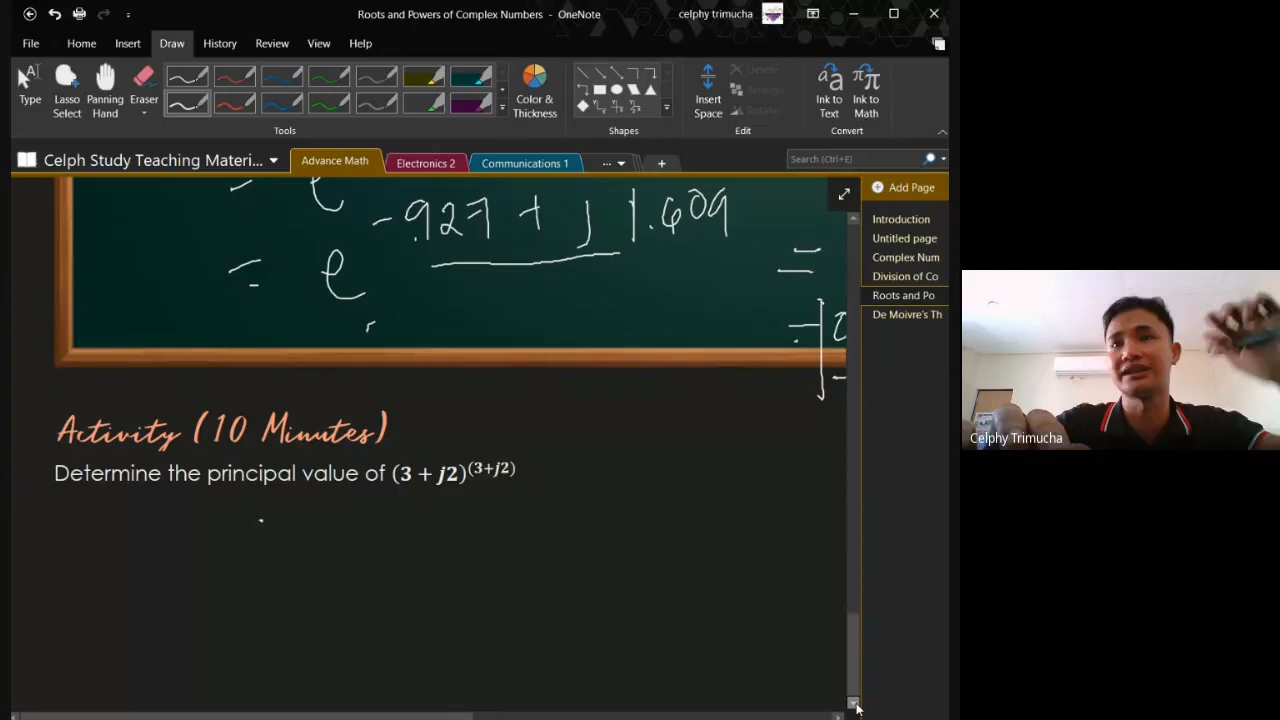 Roots and Powers of Complex Numbers - OneNote
celphy trimucha
File Home Insert Draw History Review View Help
Type
Lasso Select
Panning Hand
Eraser
Color & Thickness
Insert Space
Delete
Arrange
Rotate
Ink to Text
Ink to Math
Tools Shapes Edit Convert
Celph Study Teaching Materi...
Advance Math
Electronics 2
Communications 1
...
Search (Ctrl+E)
Add Page
Introduction
Untitled page
Complex Num
Division of Co
Roots and Po
De Moivre's Th
= e
-.927 + j 1.609
= e
=
Activity (10 Minutes)
Determine the principal value of (3 + j2)^(3+j2)
Celphy Trimucha